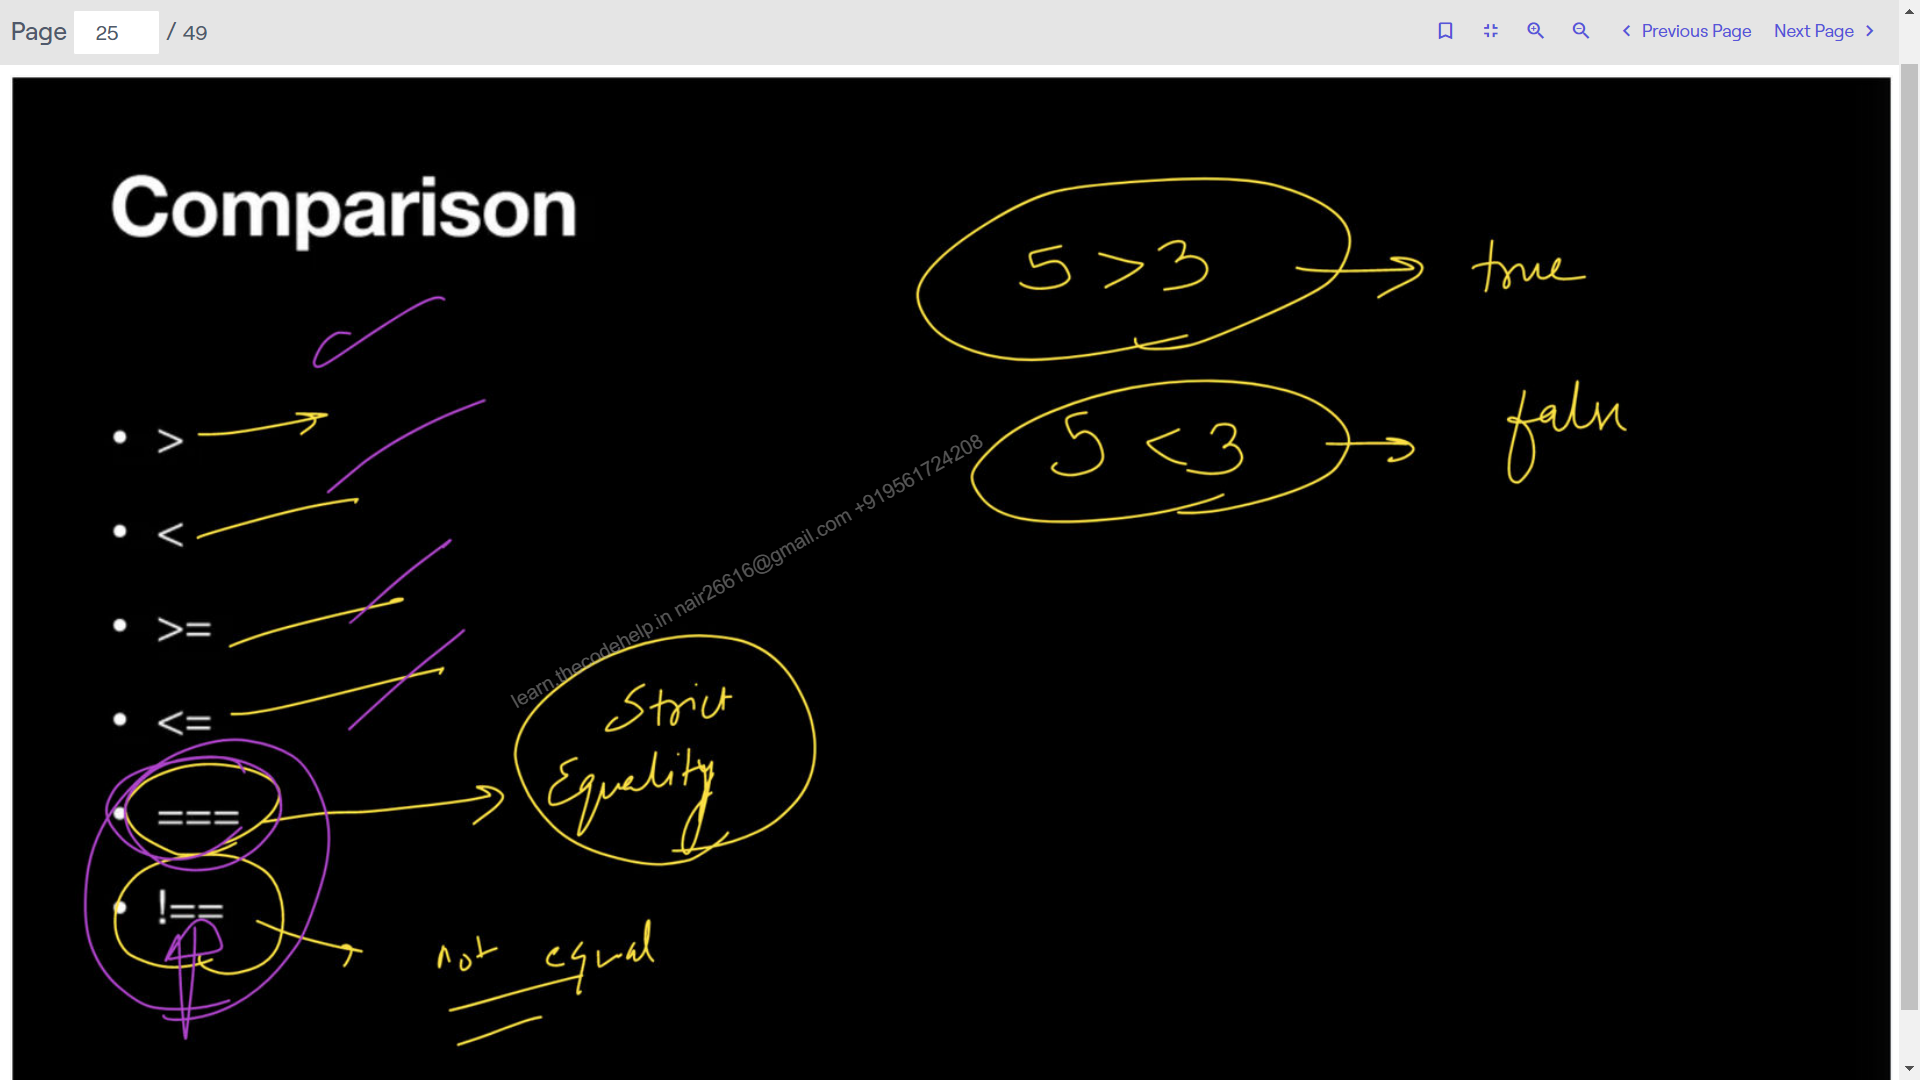 Page 25 / 49
Previous Page Next Page
Comparison
5 > 3 true
5 < 3 false
• >
• <
• >=
• <=
• ===
• !==
Strict
Equality
not equal
learn.thecodehelp.in nair26616@gmail.com +919561724208